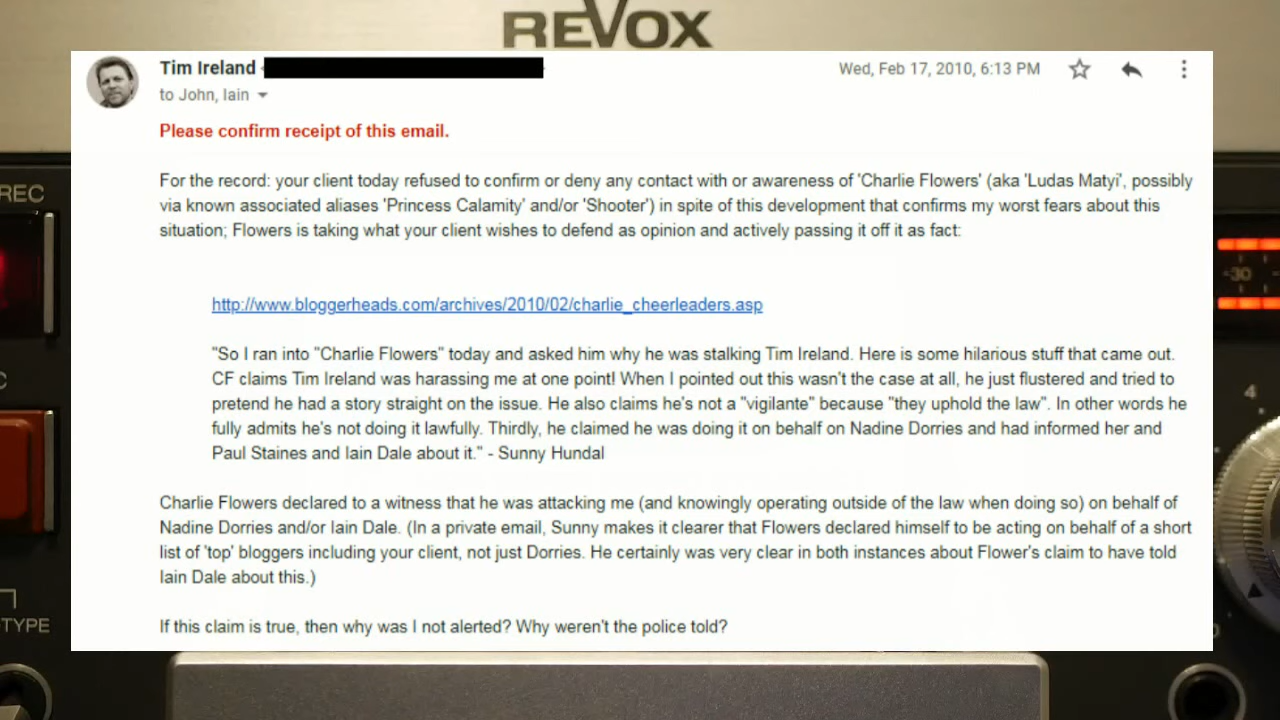 REVOX
Tim Ireland
Wed, Feb 17, 2010, 6:13 PM
to John, Iain
Please confirm receipt of this email.
For the record: your client today refused to confirm or deny any contact with or awareness of 'Charlie Flowers' (aka 'Ludas Matyi', possibly
via known associated aliases 'Princess Calamity' and/or 'Shooter') in spite of this development that confirms my worst fears about this
situation; Flowers is taking what your client wishes to defend as opinion and actively passing it off it as fact:
http://www.bloggerheads.com/archives/2010/02/charlie_cheerleaders.asp
"So I ran into "Charlie Flowers" today and asked him why he was stalking Tim Ireland. Here is some hilarious stuff that came out.
CF claims Tim Ireland was harassing me at one point! When I pointed out this wasn't the case at all, he just flustered and tried to
pretend he had a story straight on the issue. He also claims he's not a "vigilante" because "they uphold the law". In other words he
fully admits he's not doing it lawfully. Thirdly, he claimed he was doing it on behalf on Nadine Dorries and had informed her and
Paul Staines and Iain Dale about it." - Sunny Hundal
Charlie Flowers declared to a witness that he was attacking me (and knowingly operating outside of the law when doing so) on behalf of
Nadine Dorries and/or Iain Dale. (In a private email, Sunny makes it clearer that Flowers declared himself to be acting on behalf of a short
list of 'top' bloggers including your client, not just Dorries. He certainly was very clear in both instances about Flower's claim to have told
Iain Dale about this.)
If this claim is true, then why was I not alerted? Why weren't the police told?
REC
-30
4
TYPE